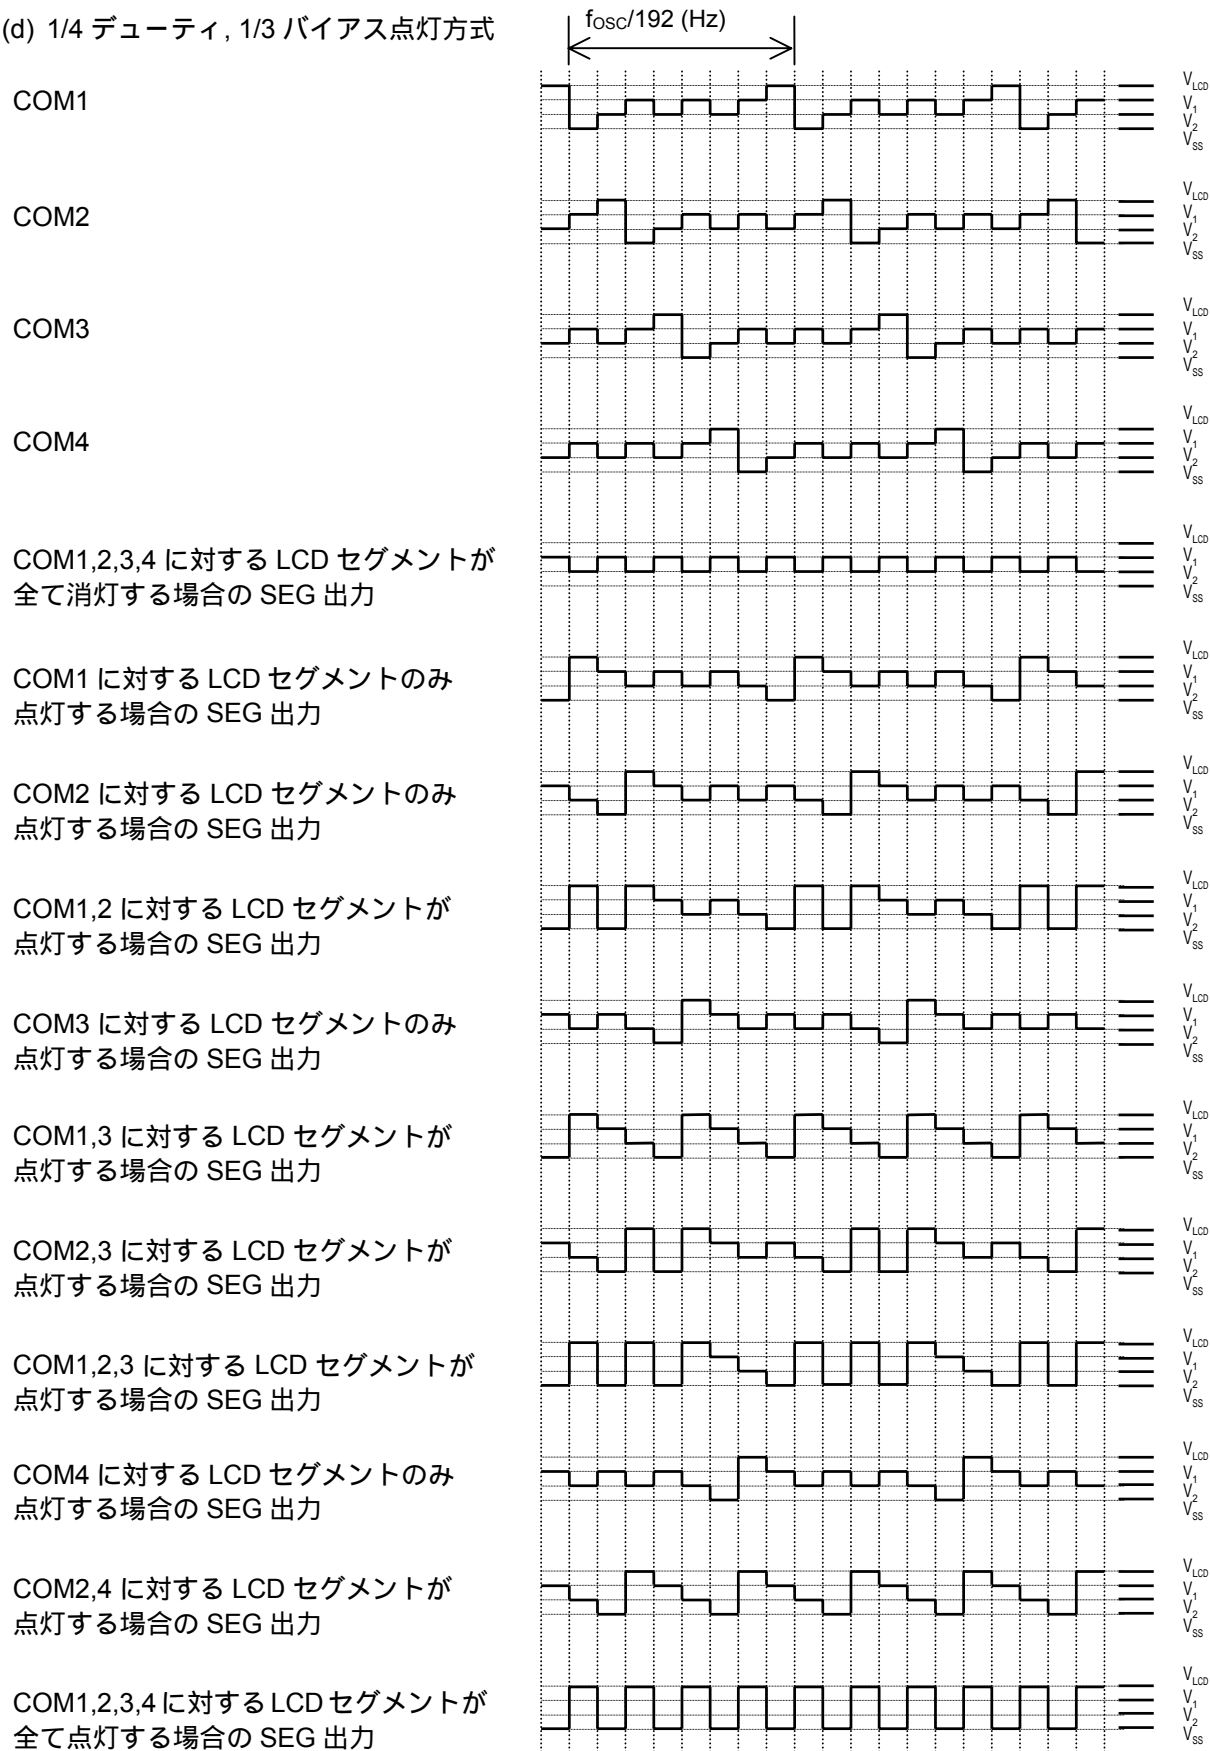 (d) 1/4 デューティ, 1/3 バイアス点灯方式
fosc/192 (Hz)
COM1
VLCD
V1
V2
VSS
COM2
VLCD
V1
V2
VSS
COM3
VLCD
V1
V2
VSS
COM4
VLCD
V1
V2
VSS
COM1,2,3,4 に対する LCD セグメントが
全て消灯する場合の SEG 出力
VLCD
V1
V2
VSS
COM1 に対する LCD セグメントのみ
点灯する場合の SEG 出力
VLCD
V1
V2
VSS
COM2 に対する LCD セグメントのみ
点灯する場合の SEG 出力
VLCD
V1
V2
VSS
COM1,2 に対する LCD セグメントが
点灯する場合の SEG 出力
VLCD
V1
V2
VSS
COM3 に対する LCD セグメントのみ
点灯する場合の SEG 出力
VLCD
V1
V2
VSS
COM1,3 に対する LCD セグメントが
点灯する場合の SEG 出力
VLCD
V1
V2
VSS
COM2,3 に対する LCD セグメントが
点灯する場合の SEG 出力
VLCD
V1
V2
VSS
COM1,2,3 に対する LCD セグメントが
点灯する場合の SEG 出力
VLCD
V1
V2
VSS
COM4 に対する LCD セグメントのみ
点灯する場合の SEG 出力
VLCD
V1
V2
VSS
COM2,4 に対する LCD セグメントが
点灯する場合の SEG 出力
VLCD
V1
V2
VSS
COM1,2,3,4 に対する LCD セグメントが
全て点灯する場合の SEG 出力
VLCD
V1
V2
VSS